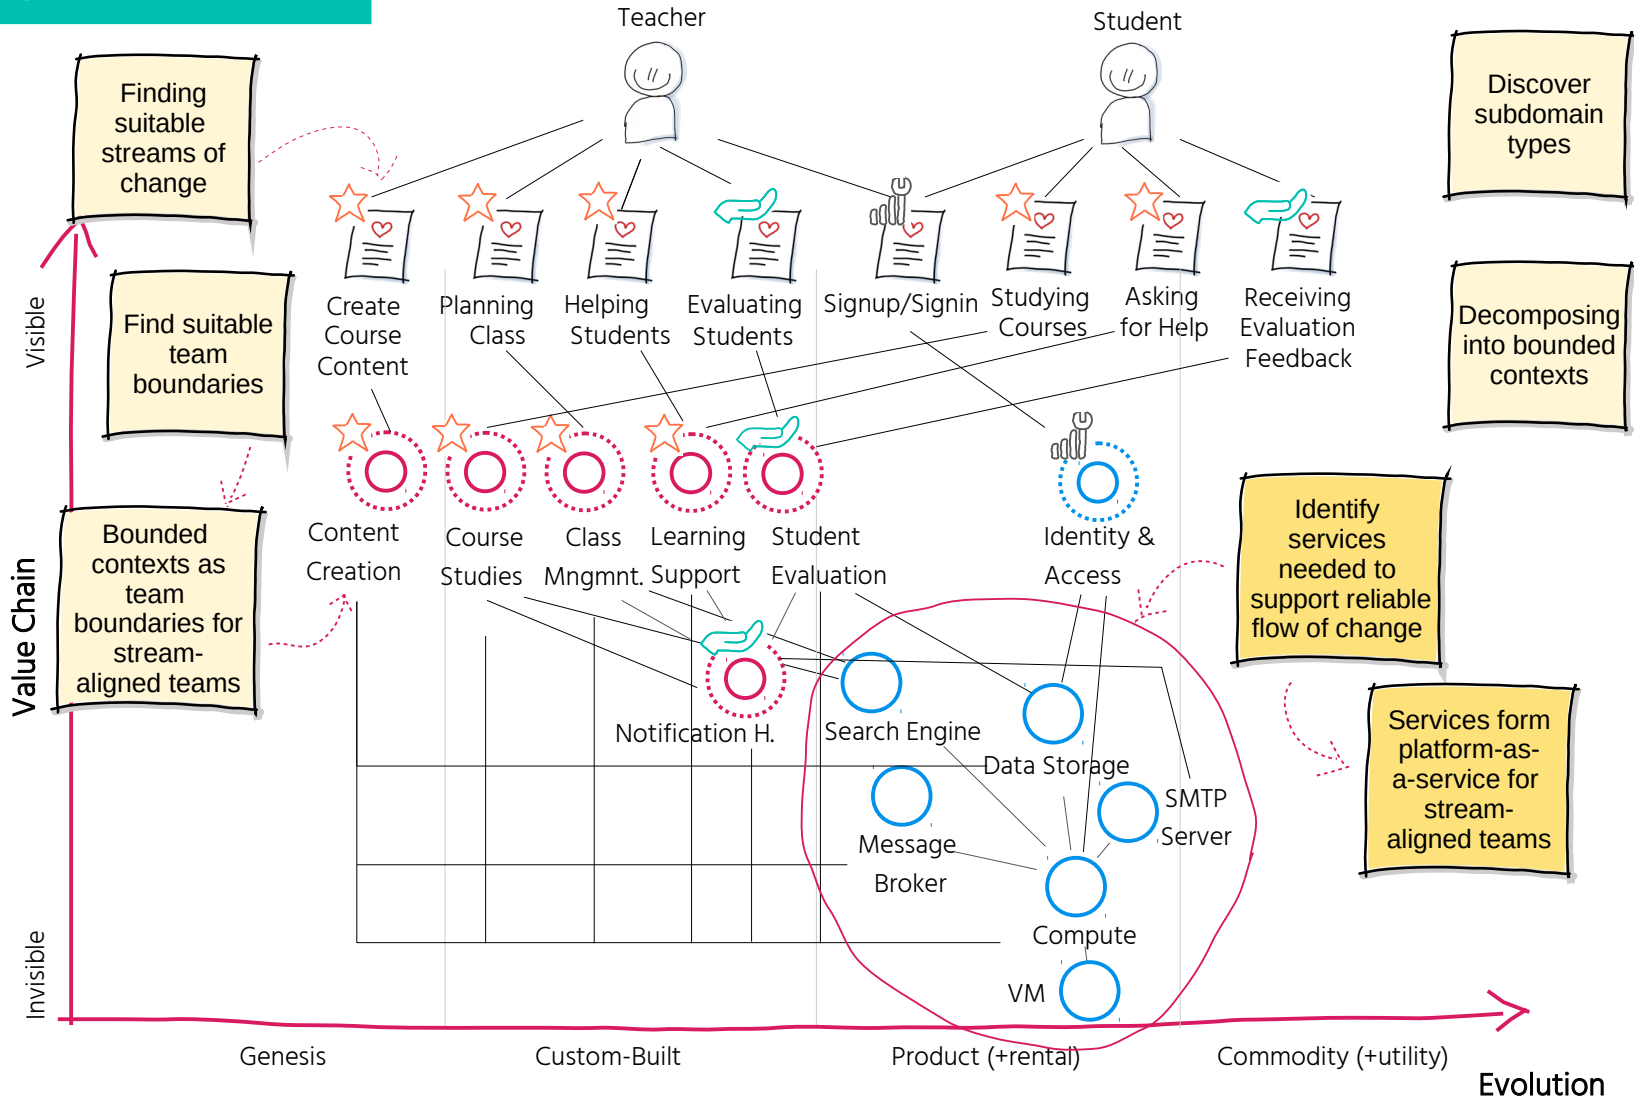 Teacher
Student
Finding
suitable
streams of
change
Discover
subdomain
types
Create
Course
Content
Planning
Class
Helping
Students
Evaluating
Students
Signup/Signin
Studying
Courses
Asking
for Help
Receiving
Evaluation
Feedback
Visible
Find suitable
team
boundaries
Decomposing
into bounded
contexts
Content
Creation
Course
Studies
Class
Mngmnt.
Learning
Support
Student
Evaluation
Identity &
Access
Identify
services
needed to
support reliable
flow of change
Value Chain
Bounded
contexts as
team
boundaries for
stream-
aligned teams
Notification H.
Search Engine
Data Storage
SMTP
Server
Message
Broker
Compute
VM
Services form
platform-as-
a-service for
stream-
aligned teams
Invisible
Genesis
Custom-Built
Product (+rental)
Commodity (+utility)
Evolution